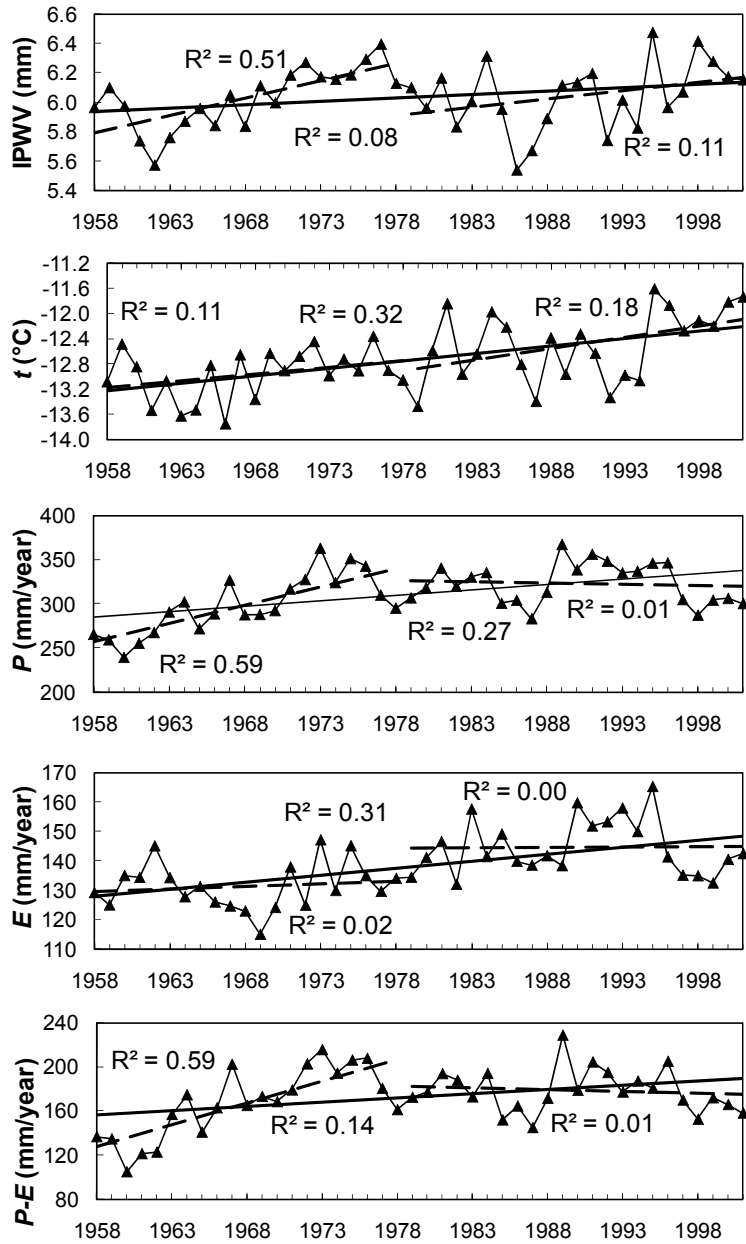 6.6
6.4
6.2
6.0
5.8
5.6
5.4
IPWV (mm)
R² = 0.51
R² = 0.08
R² = 0.11
1958 1963 1968 1973 1978 1983 1988 1993 1998
-11.2
-11.6
-12.0
-12.4
-12.8
-13.2
-13.6
-14.0
t (°C)
R² = 0.11
R² = 0.32
R² = 0.18
1958 1963 1968 1973 1978 1983 1988 1993 1998
400
350
300
250
200
P (mm/year)
R² = 0.59
R² = 0.27
R² = 0.01
1958 1963 1968 1973 1978 1983 1988 1993 1998
170
160
150
140
130
120
110
E (mm/year)
R² = 0.31
R² = 0.00
R² = 0.02
1958 1963 1968 1973 1978 1983 1988 1993 1998
240
200
160
120
80
P-E (mm/year)
R² = 0.59
R² = 0.14
R² = 0.01
1958 1963 1968 1973 1978 1983 1988 1993 1998